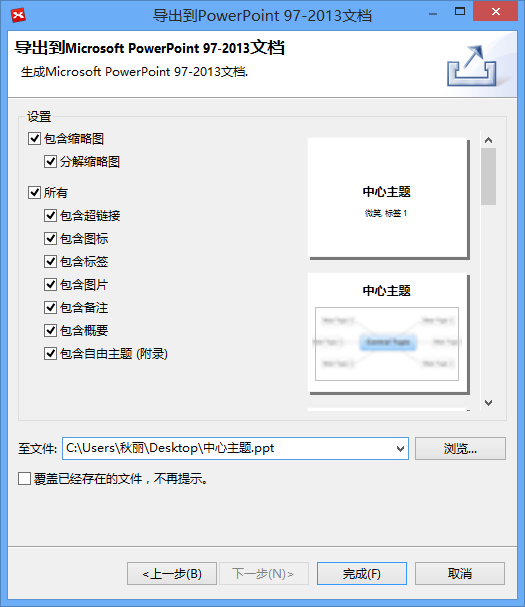 导出到PowerPoint 97-2013文档
导出到Microsoft PowerPoint 97-2013文档
生成Microsoft PowerPoint 97-2013文档.
设置
包含缩略图
分解缩略图
所有
包含超链接
包含图标
包含标签
包含图片
包含备注
包含概要
包含自由主题 (附录)
中心主题
微笑, 标签 1
中心主题
Central Topic
至文件:
C:\Users\秋丽\Desktop\中心主题.ppt
浏览...
覆盖已经存在的文件，不再提示。
<上一步(B)
下一步(N)>
完成(F)
取消